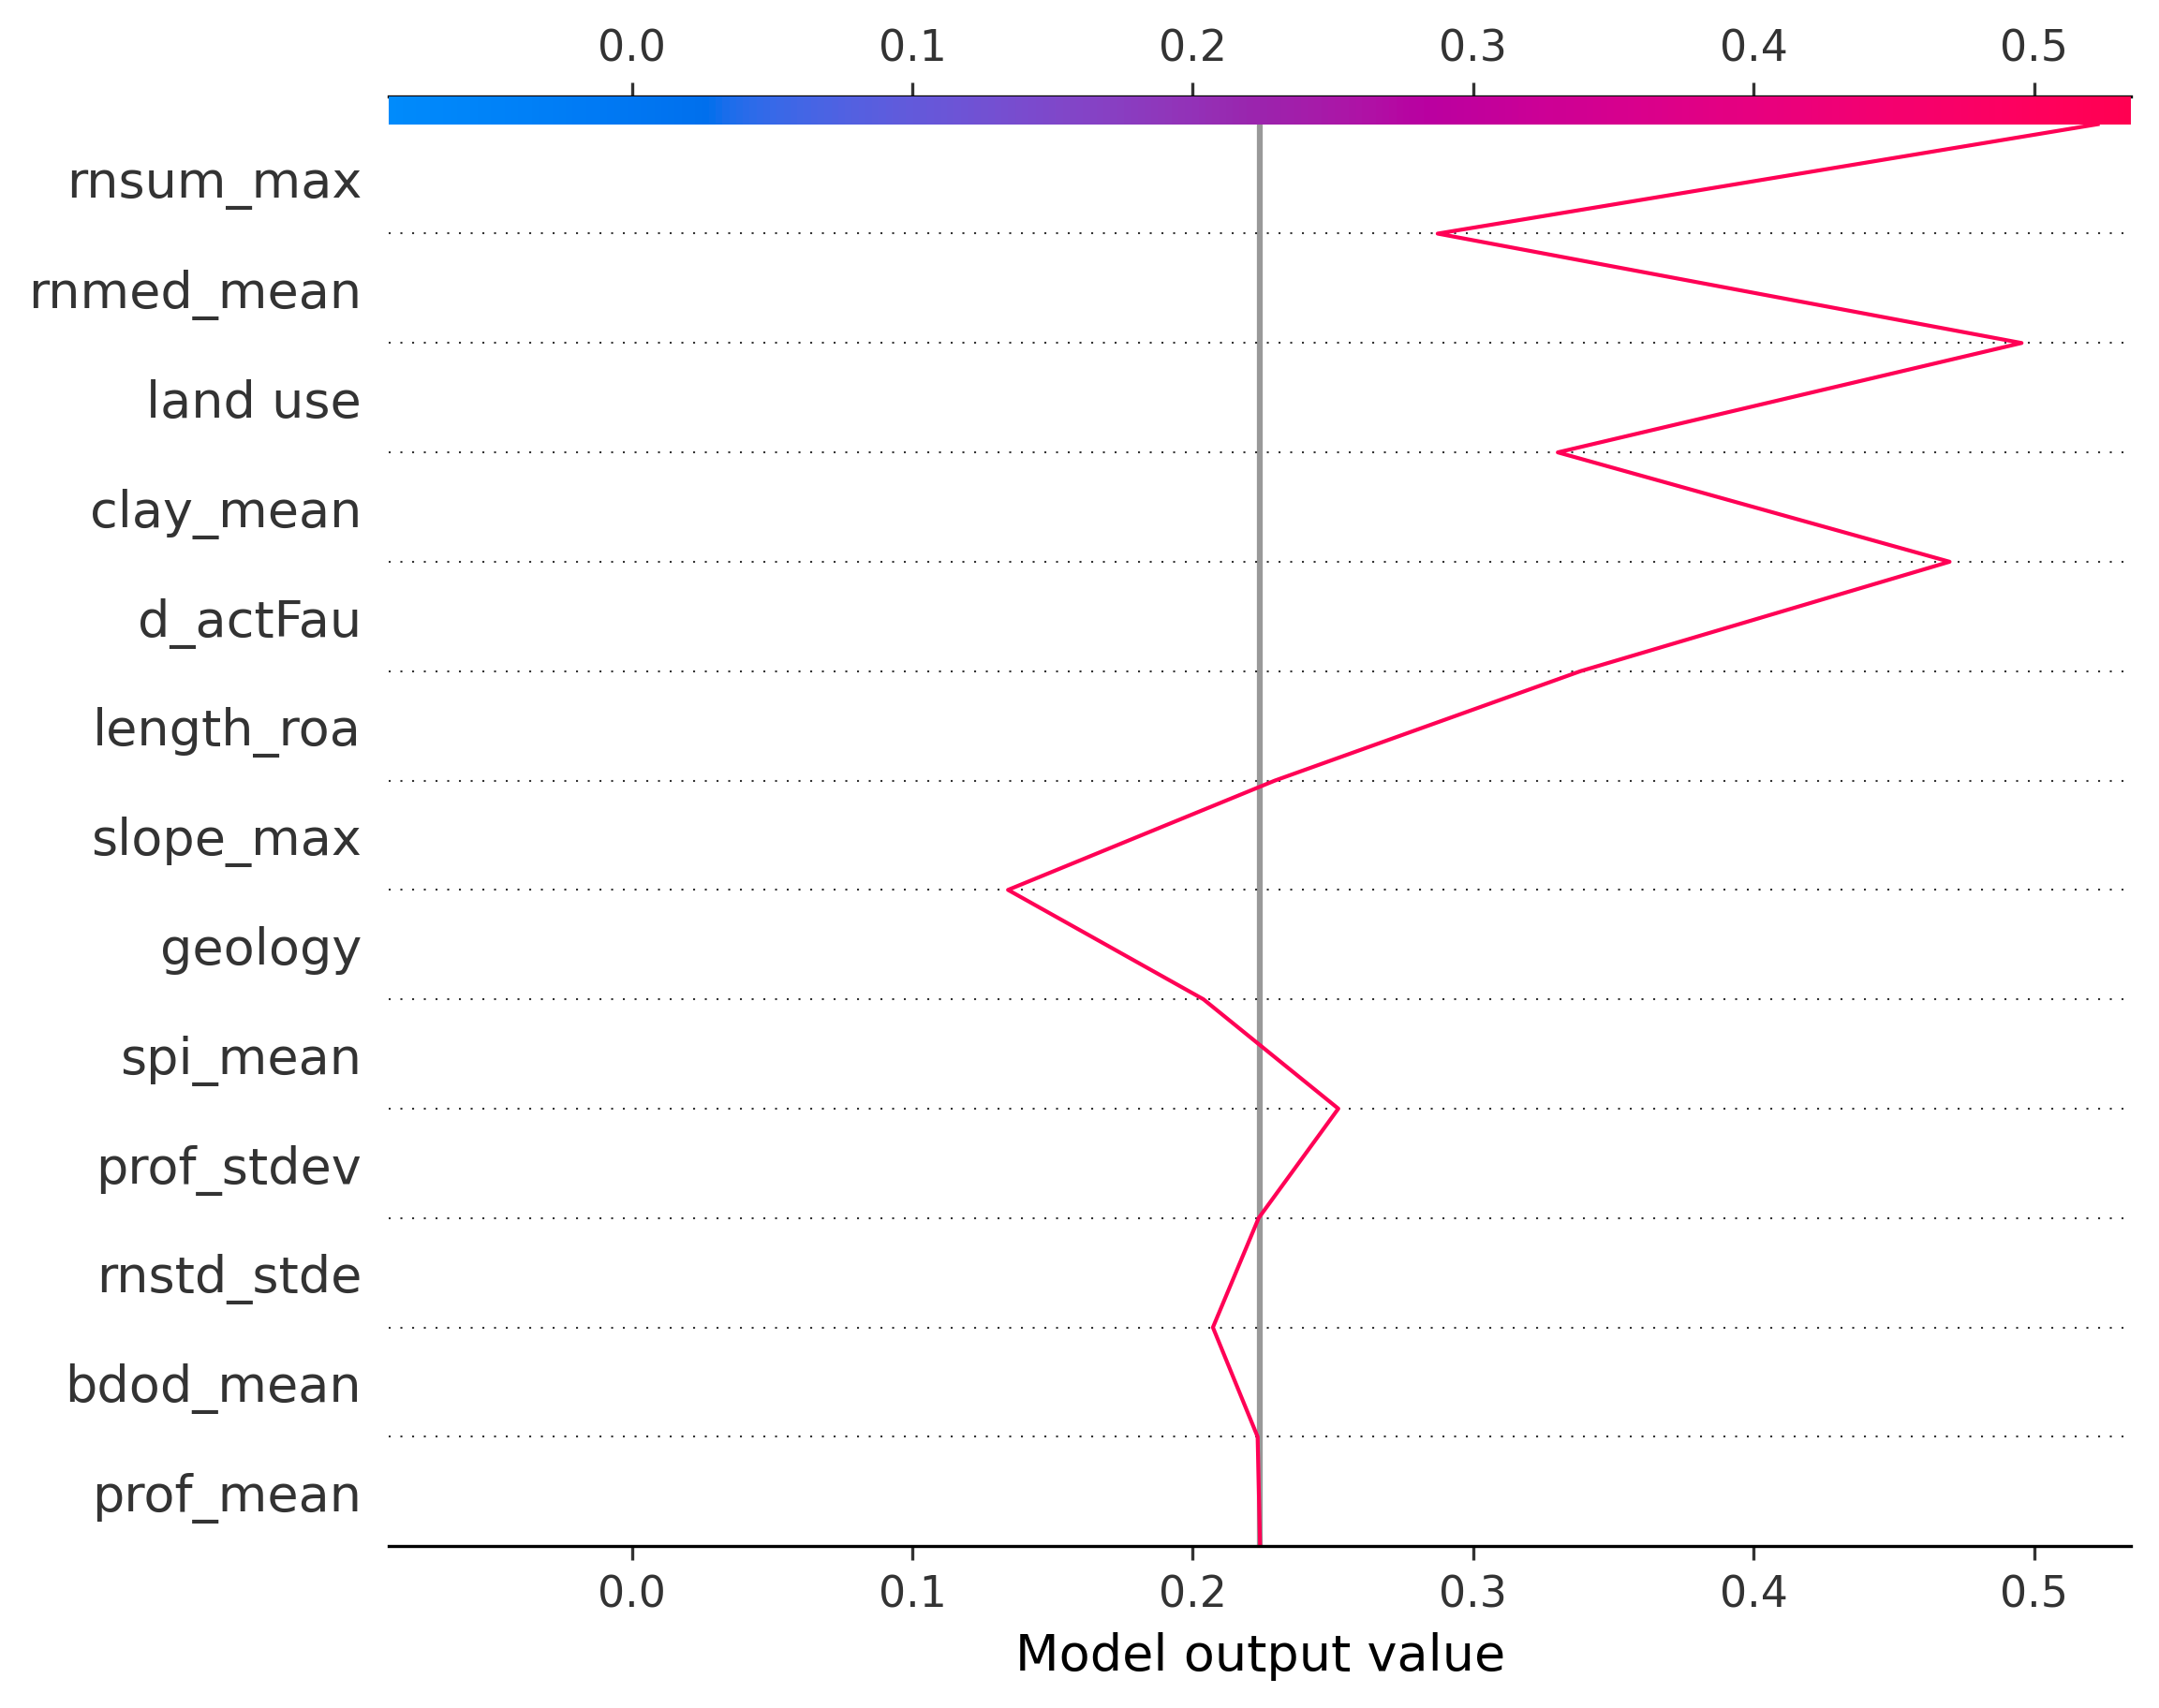 0.0 0.1 0.2 0.3 0.4 0.5
rnsum_max
rnmed_mean
land use
clay_mean
d_actFau
length_roa
slope_max
geology
spi_mean
prof_stdev
rnstd_stde
bdod_mean
prof_mean
0.0 0.1 0.2 0.3 0.4 0.5
Model output value